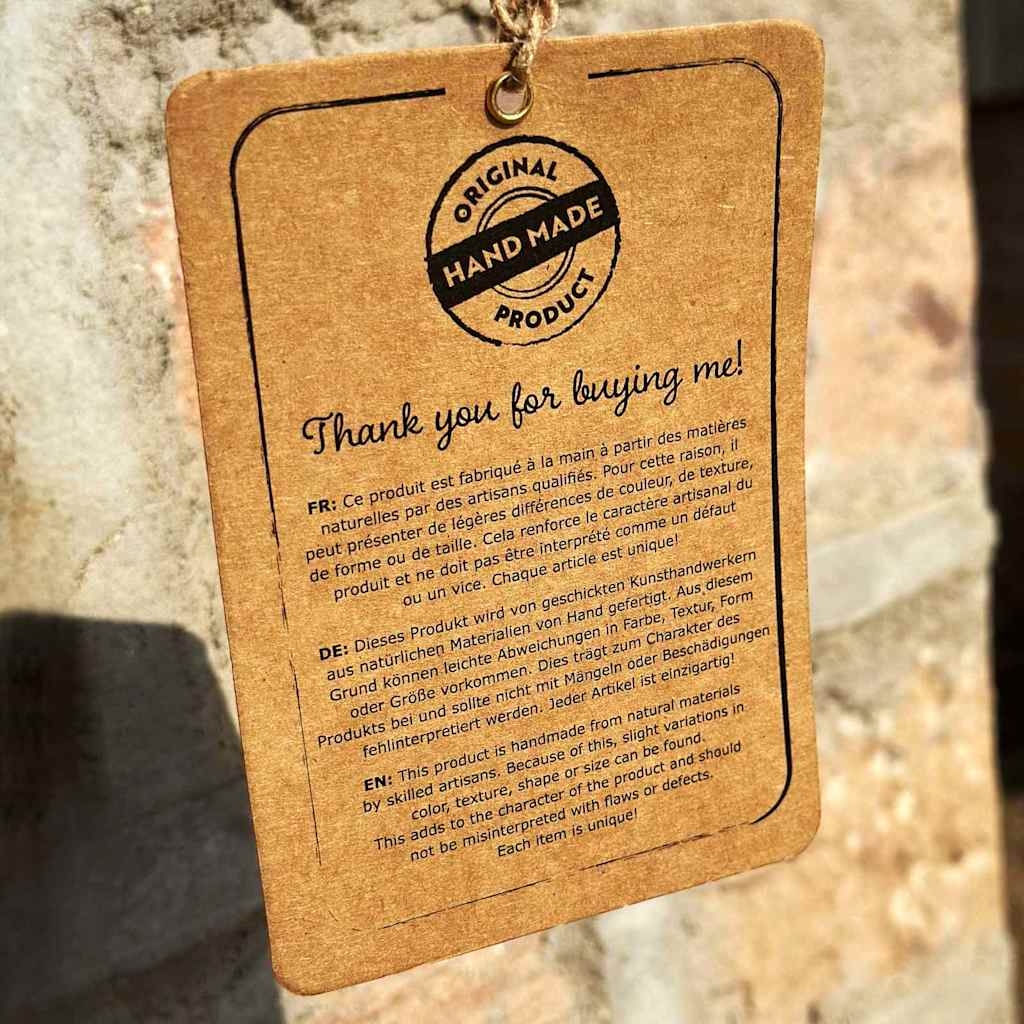 ORIGINAL
HAND MADE
PRODUCT
Thank you for buying me!
FR: Ce produit est fabriqué à la main à partir des matières
naturelles par des artisans qualifiés. Pour cette raison, il
peut présenter de légères différences de couleur, de texture,
de forme ou de taille. Cela renforce le caractère artisanal du
produit et ne doit pas être interprété comme un défaut
ou un vice. Chaque article est unique!
DE: Dieses Produkt wird von geschickten Kunsthandwerkern
aus natürlichen Materialien von Hand gefertigt. Aus diesem
Grund können leichte Abweichungen in Farbe, Textur, Form
oder Größe vorkommen. Dies trägt zum Charakter des
Produkts bei und sollte nicht mit Mängeln oder Beschädigungen
fehlinterpretiert werden. Jeder Artikel ist einzigartig!
EN: This product is handmade from natural materials
by skilled artisans. Because of this, slight variations in
color, texture, shape or size can be found.
This adds to the character of the product and should
not be misinterpreted with flaws or defects.
Each item is unique!